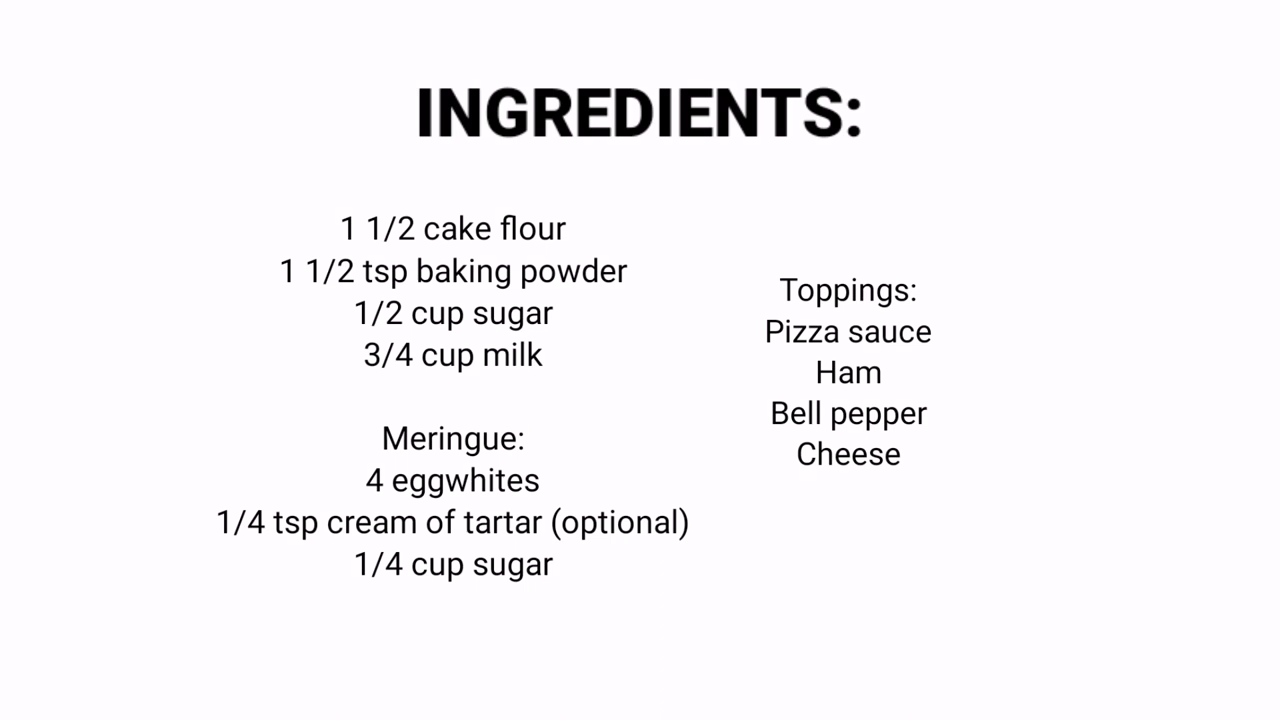 INGREDIENTS:
1 1/2 cake flour
1 1/2 tsp baking powder
1/2 cup sugar
3/4 cup milk
Meringue:
4 eggwhites
1/4 tsp cream of tartar (optional)
1/4 cup sugar
Toppings:
Pizza sauce
Ham
Bell pepper
Cheese